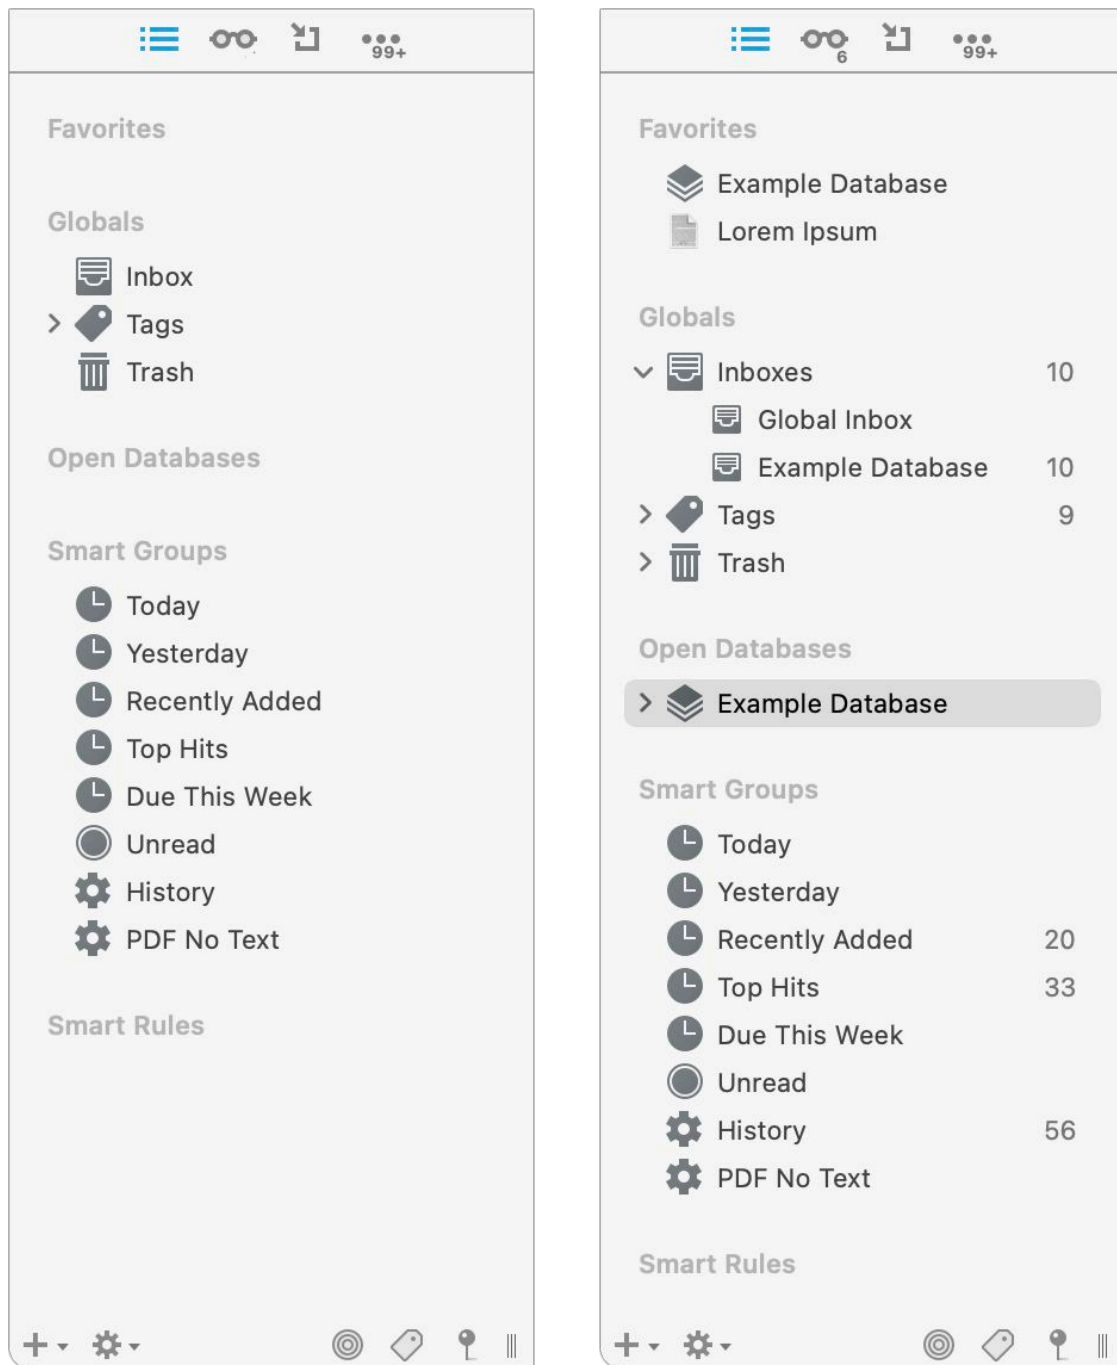 99+
Favorites
Globals
Inbox
Tags
Trash
Open Databases
Smart Groups
Today
Yesterday
Recently Added
Top Hits
Due This Week
Unread
History
PDF No Text
Smart Rules
6
99+
Favorites
Example Database
Lorem Ipsum
Globals
Inboxes 10
Global Inbox
Example Database 10
Tags 9
Trash
Open Databases
Example Database
Smart Groups
Today
Yesterday
Recently Added 20
Top Hits 33
Due This Week
Unread
History 56
PDF No Text
Smart Rules